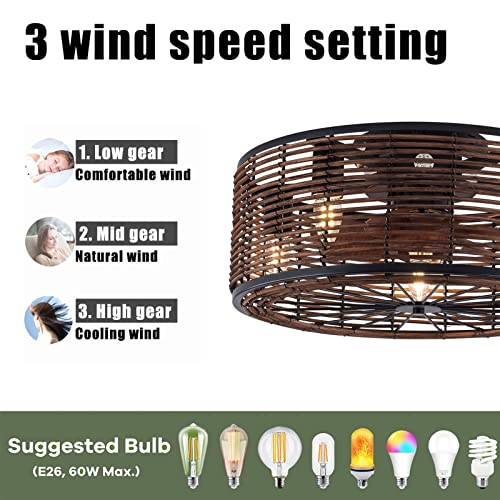 3 wind speed setting
1. Low gear
Comfortable wind
2. Mid gear
Natural wind
3. High gear
Cooling wind
Suggested Bulb
(E26, 60W Max.)